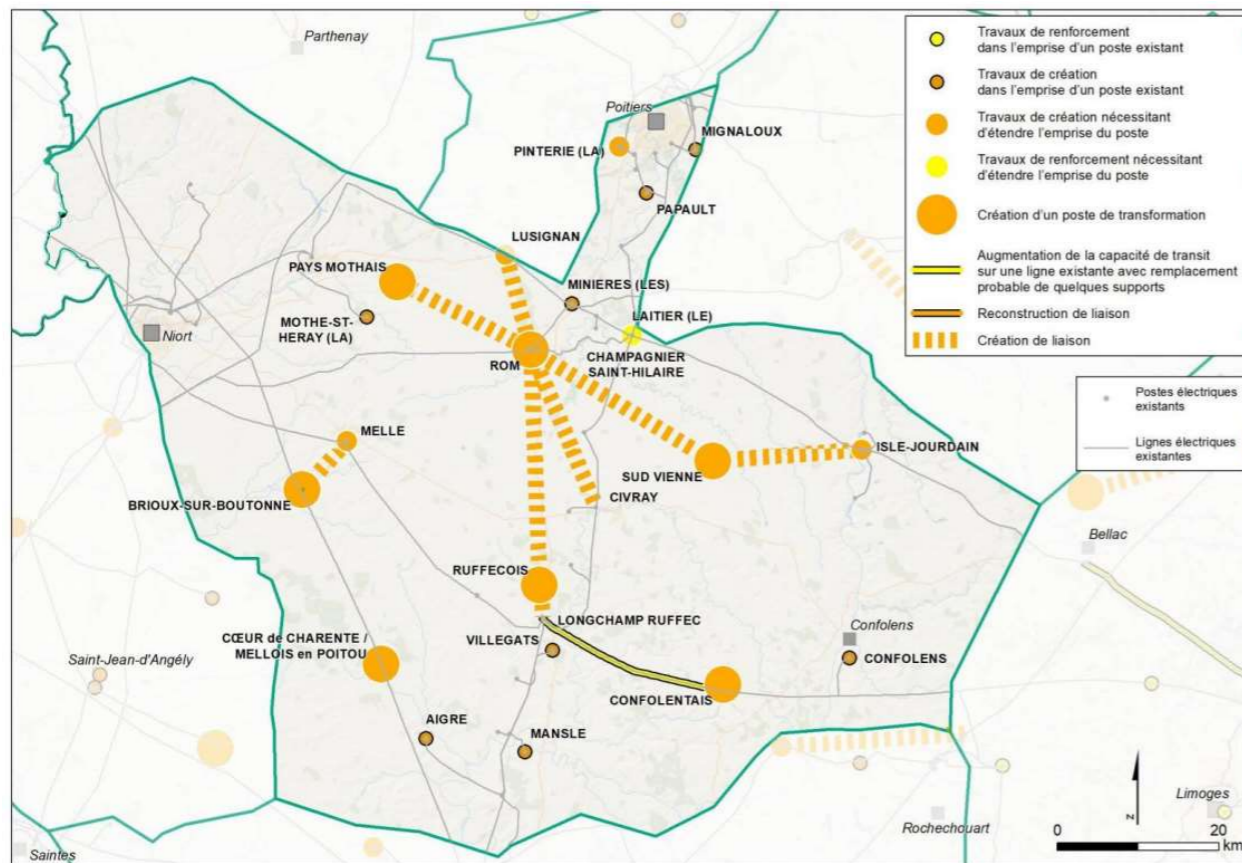 Parthenay
Poitiers
MIGNALOUX
PINTERIE (LA)
PAPAULT
LUSIGNAN
PAYS MOTHAIS
MINIERES (LES)
MOTHE-ST-
HERAY (LA)
LAITIER (LE)
Niort
ROM
CHAMPAGNIER
SAINT-HILAIRE
MELLE
ISLE-JOURDAIN
SUD VIENNE
BRIOUX-SUR-BOUTONNE
CIVRAY
Bellac
RUFFECOIS
LONGCHAMP RUFFEC
Confolens
CŒUR de CHARENTE /
MELLOIS en POITOU
VILLEGATS
CONFOLENS
Saint-Jean-d'Angély
CONFOLENTAIS
AIGRE
MANSLE
Limoges
Rochechouart
Saintes
Travaux de renforcement
dans l'emprise d'un poste existant
Travaux de création
dans l'emprise d'un poste existant
Travaux de création nécessitant
d'étendre l'emprise du poste
Travaux de renforcement nécessitant
d'étendre l'emprise du poste
Création d'un poste de transformation
Augmentation de la capacité de transit
sur une ligne existante avec remplacement
probable de quelques supports
Reconstruction de liaison
Création de liaison
Postes électriques
existants
Lignes électriques
existantes
N
0 20
km